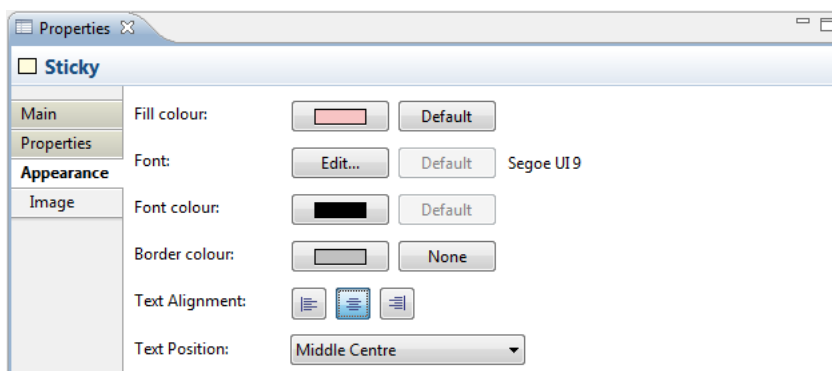 Properties
Sticky
Main
Properties
Appearance
Image
Fill colour: Default
Font: Edit... Default Segoe UI 9
Font colour: Default
Border colour: None
Text Alignment:
Text Position: Middle Centre